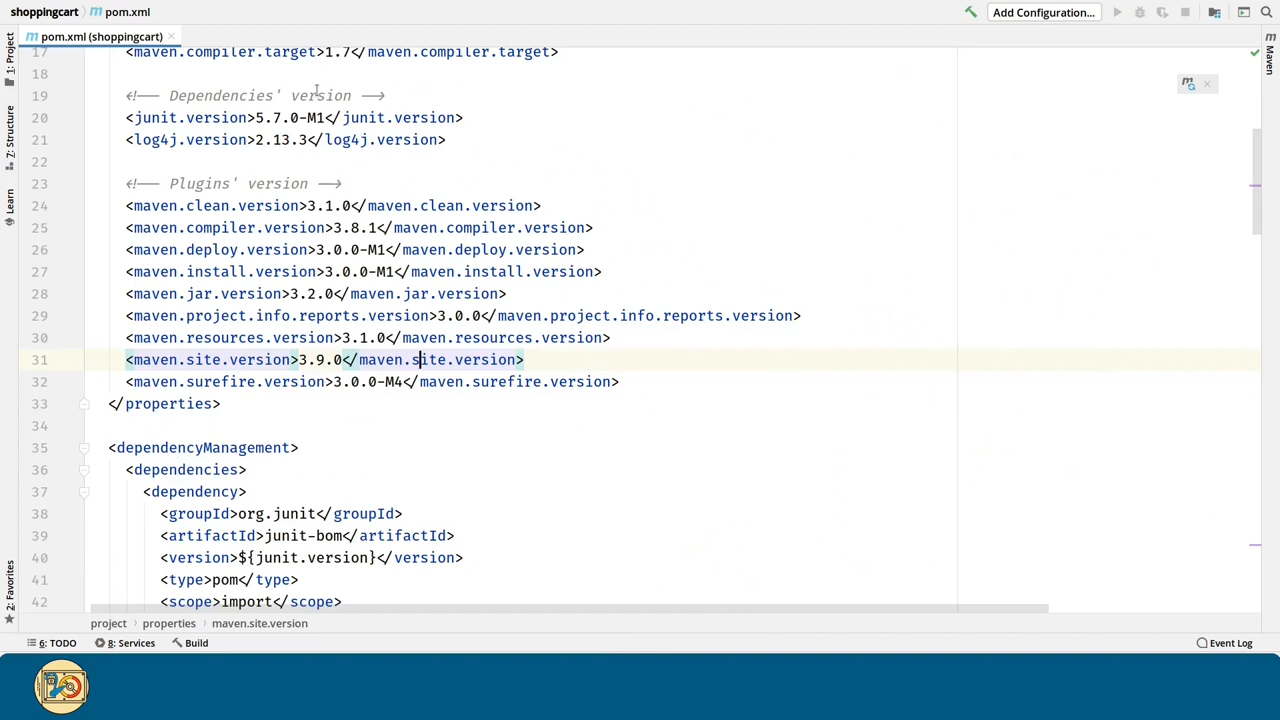 shoppingcart pom.xml
Add Configuration...
pom.xml (shoppingcart)
1: Project
7: Structure
Learn
2: Favorites
Maven
17 <maven.compiler.target>1.7</maven.compiler.target>
18
19 <!-- Dependencies' version -->
20 <junit.version>5.7.0-M1</junit.version>
21 <log4j.version>2.13.3</log4j.version>
22
23 <!-- Plugins' version -->
24 <maven.clean.version>3.1.0</maven.clean.version>
25 <maven.compiler.version>3.8.1</maven.compiler.version>
26 <maven.deploy.version>3.0.0-M1</maven.deploy.version>
27 <maven.install.version>3.0.0-M1</maven.install.version>
28 <maven.jar.version>3.2.0</maven.jar.version>
29 <maven.project.info.reports.version>3.0.0</maven.project.info.reports.version>
30 <maven.resources.version>3.1.0</maven.resources.version>
31 <maven.site.version>3.9.0</maven.site.version>
32 <maven.surefire.version>3.0.0-M4</maven.surefire.version>
33 </properties>
34
35 <dependencyManagement>
36 <dependencies>
37 <dependency>
38 <groupId>org.junit</groupId>
39 <artifactId>junit-bom</artifactId>
40 <version>${junit.version}</version>
41 <type>pom</type>
42 <scope>import</scope>
project properties maven.site.version
6: TODO 8: Services Build Event Log